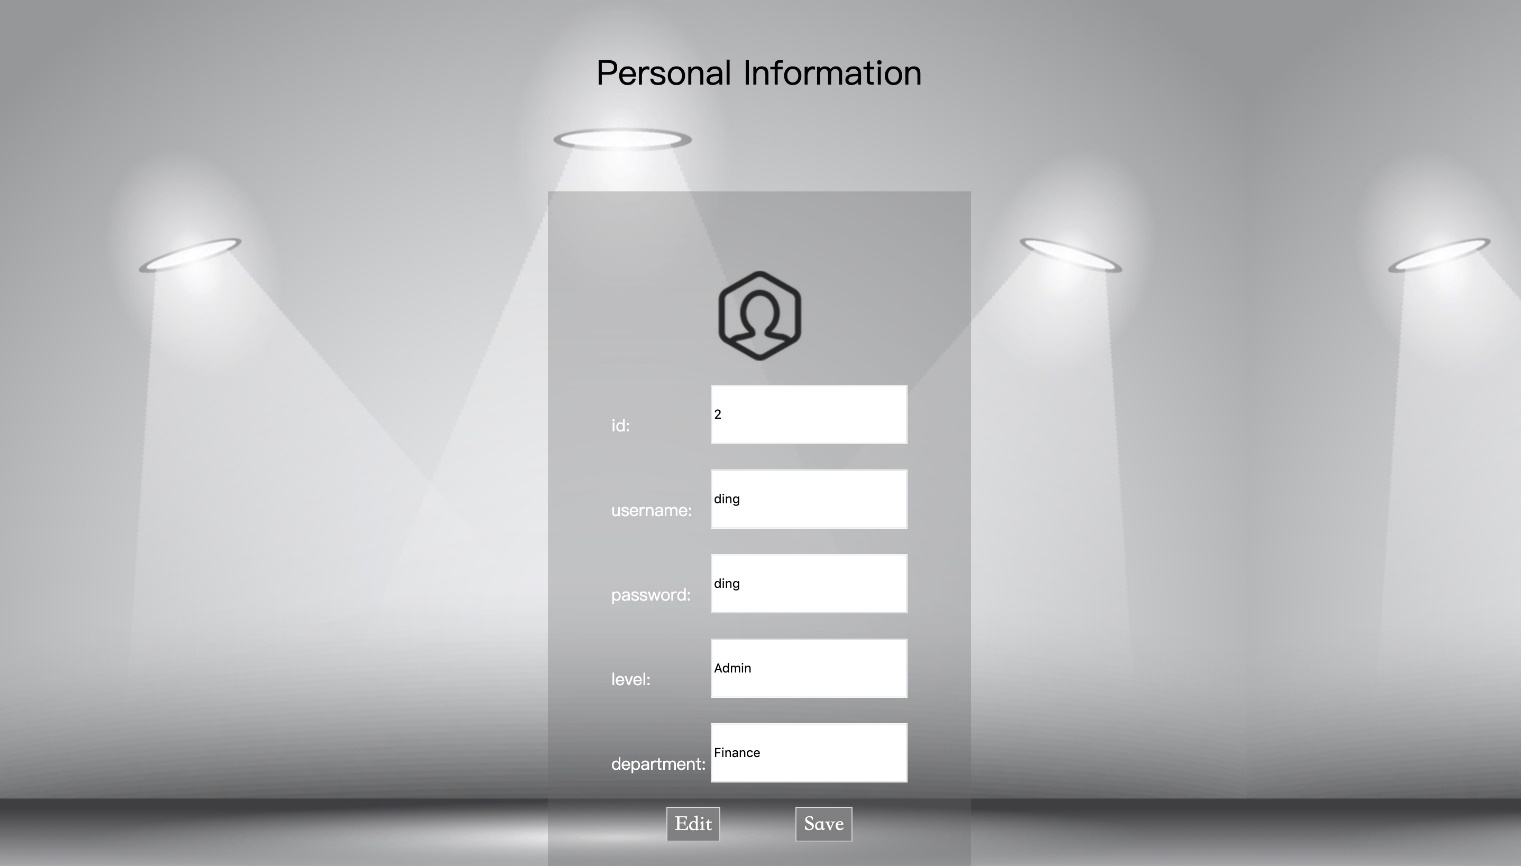 Personal Information
id: 2
username: ding
password: ding
level: Admin
department: Finance
Edit Save